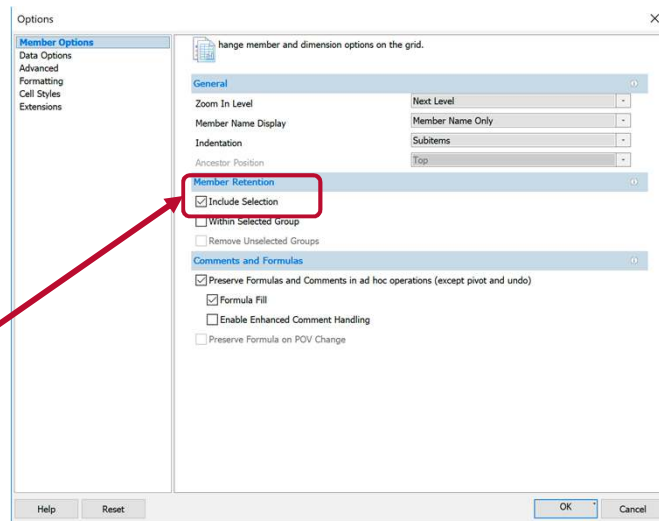 Options
Member Options
Data Options
Advanced
Formatting
Cell Styles
Extensions
hange member and dimension options on the grid.
General
Zoom In Level Next Level
Member Name Display Member Name Only
Indentation Subitems
Ancestor Position Top
Member Retention
Include Selection
Within Selected Group
Remove Unselected Groups
Comments and Formulas
Preserve Formulas and Comments in ad hoc operations (except pivot and undo)
Formula Fill
Enable Enhanced Comment Handling
Preserve Formula on POV Change
Help Reset OK Cancel